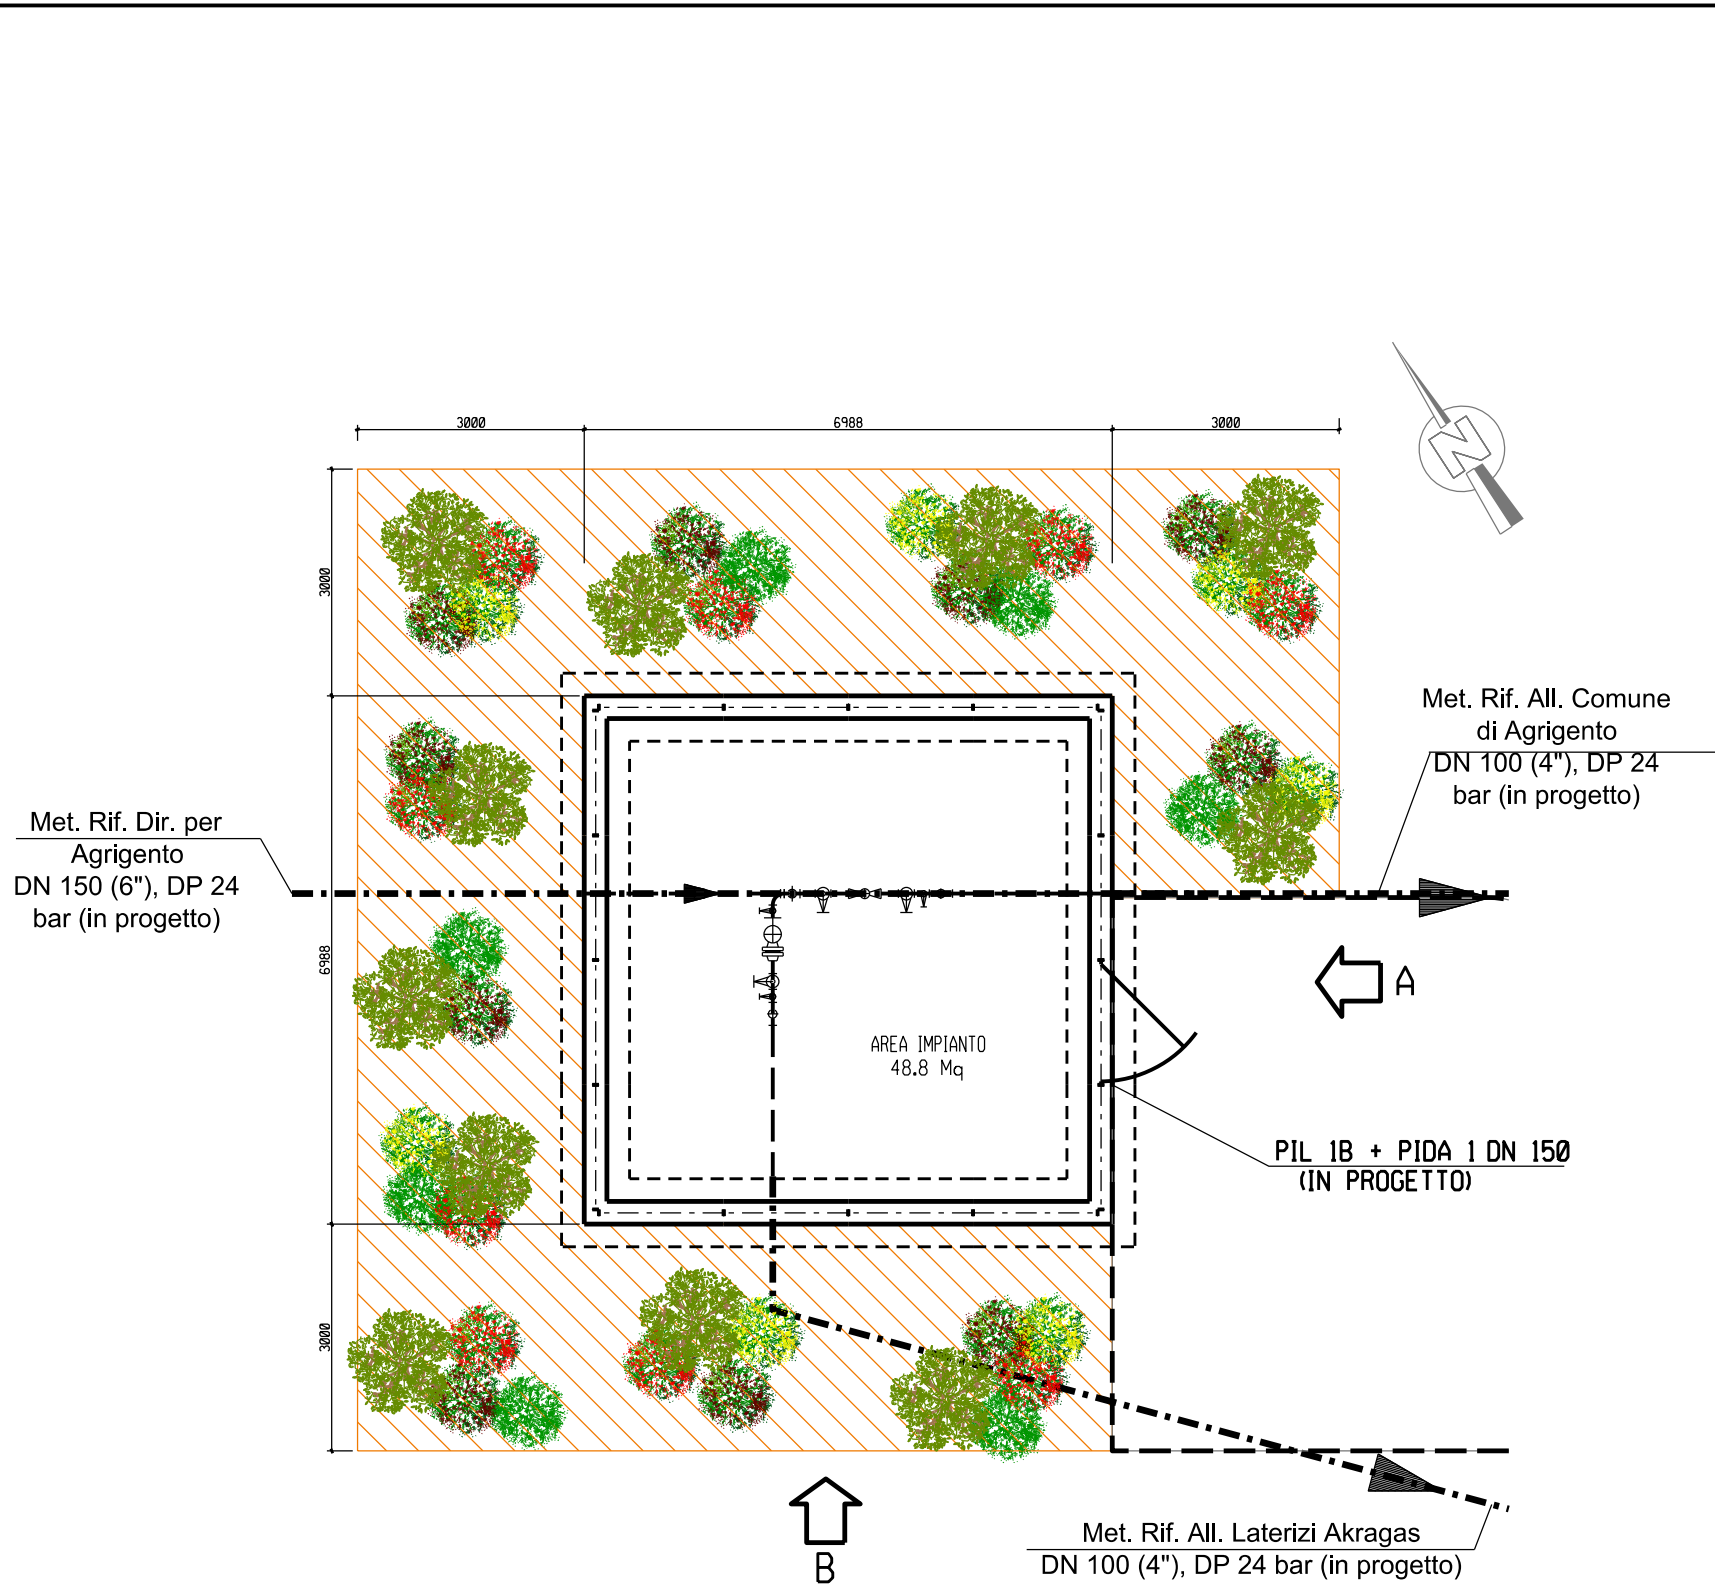 3000
6988
3000
N
3000
Met. Rif. All. Comune
di Agrigento
DN 100 (4"), DP 24
bar (in progetto)
Met. Rif. Dir. per
Agrigento
DN 150 (6"), DP 24
bar (in progetto)
6988
A
AREA IMPIANTO
48.8 Mq
PIL 1B + PIDA 1 DN 150
(IN PROGETTO)
3000
B
Met. Rif. All. Laterizi Akragas
DN 100 (4"), DP 24 bar (in progetto)